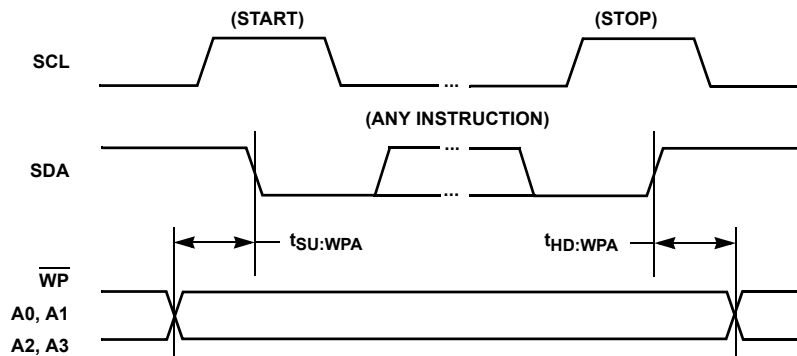 (START)
(STOP)
SCL
...
(ANY INSTRUCTION)
...
SDA
...
tSU:WPA
tHD:WPA
WP
A0, A1
A2, A3